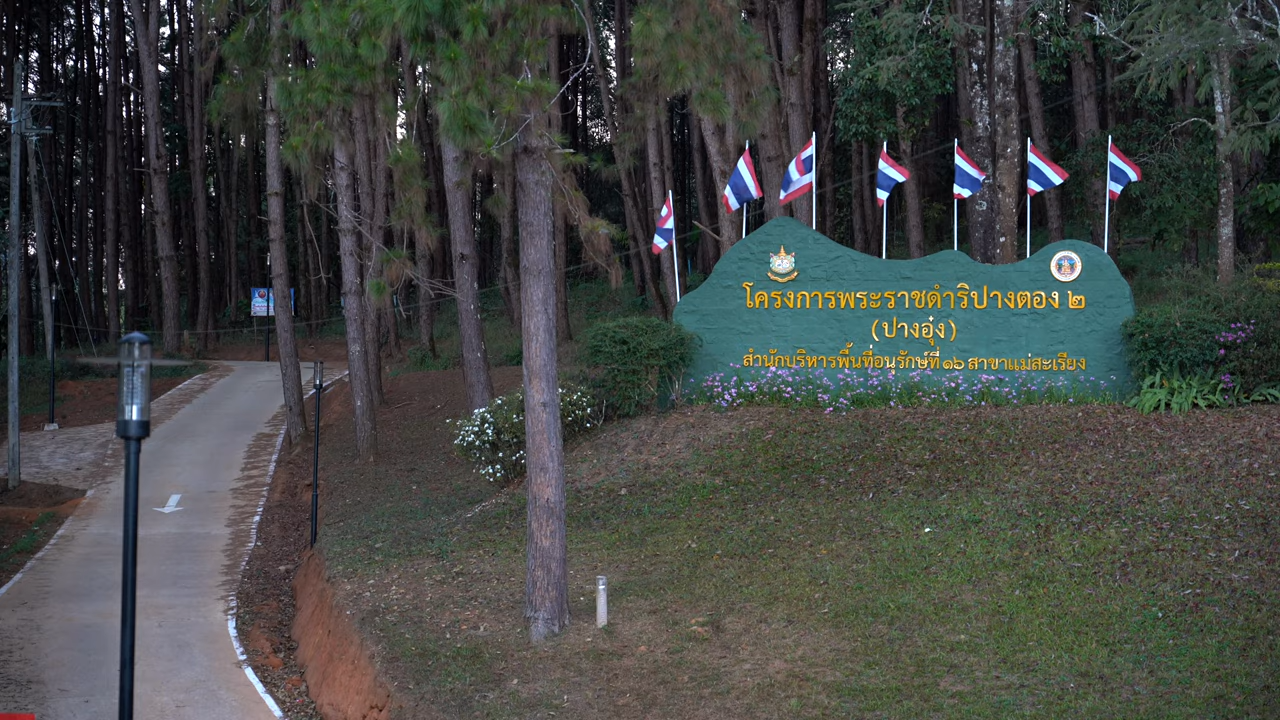 โครงการพระราชดำริปางตอง ๒
(ปางอุ๋ง)
สำนักบริหารพื้นที่อนุรักษ์ที่ ๑๖ สาขาแม่สะเรียง